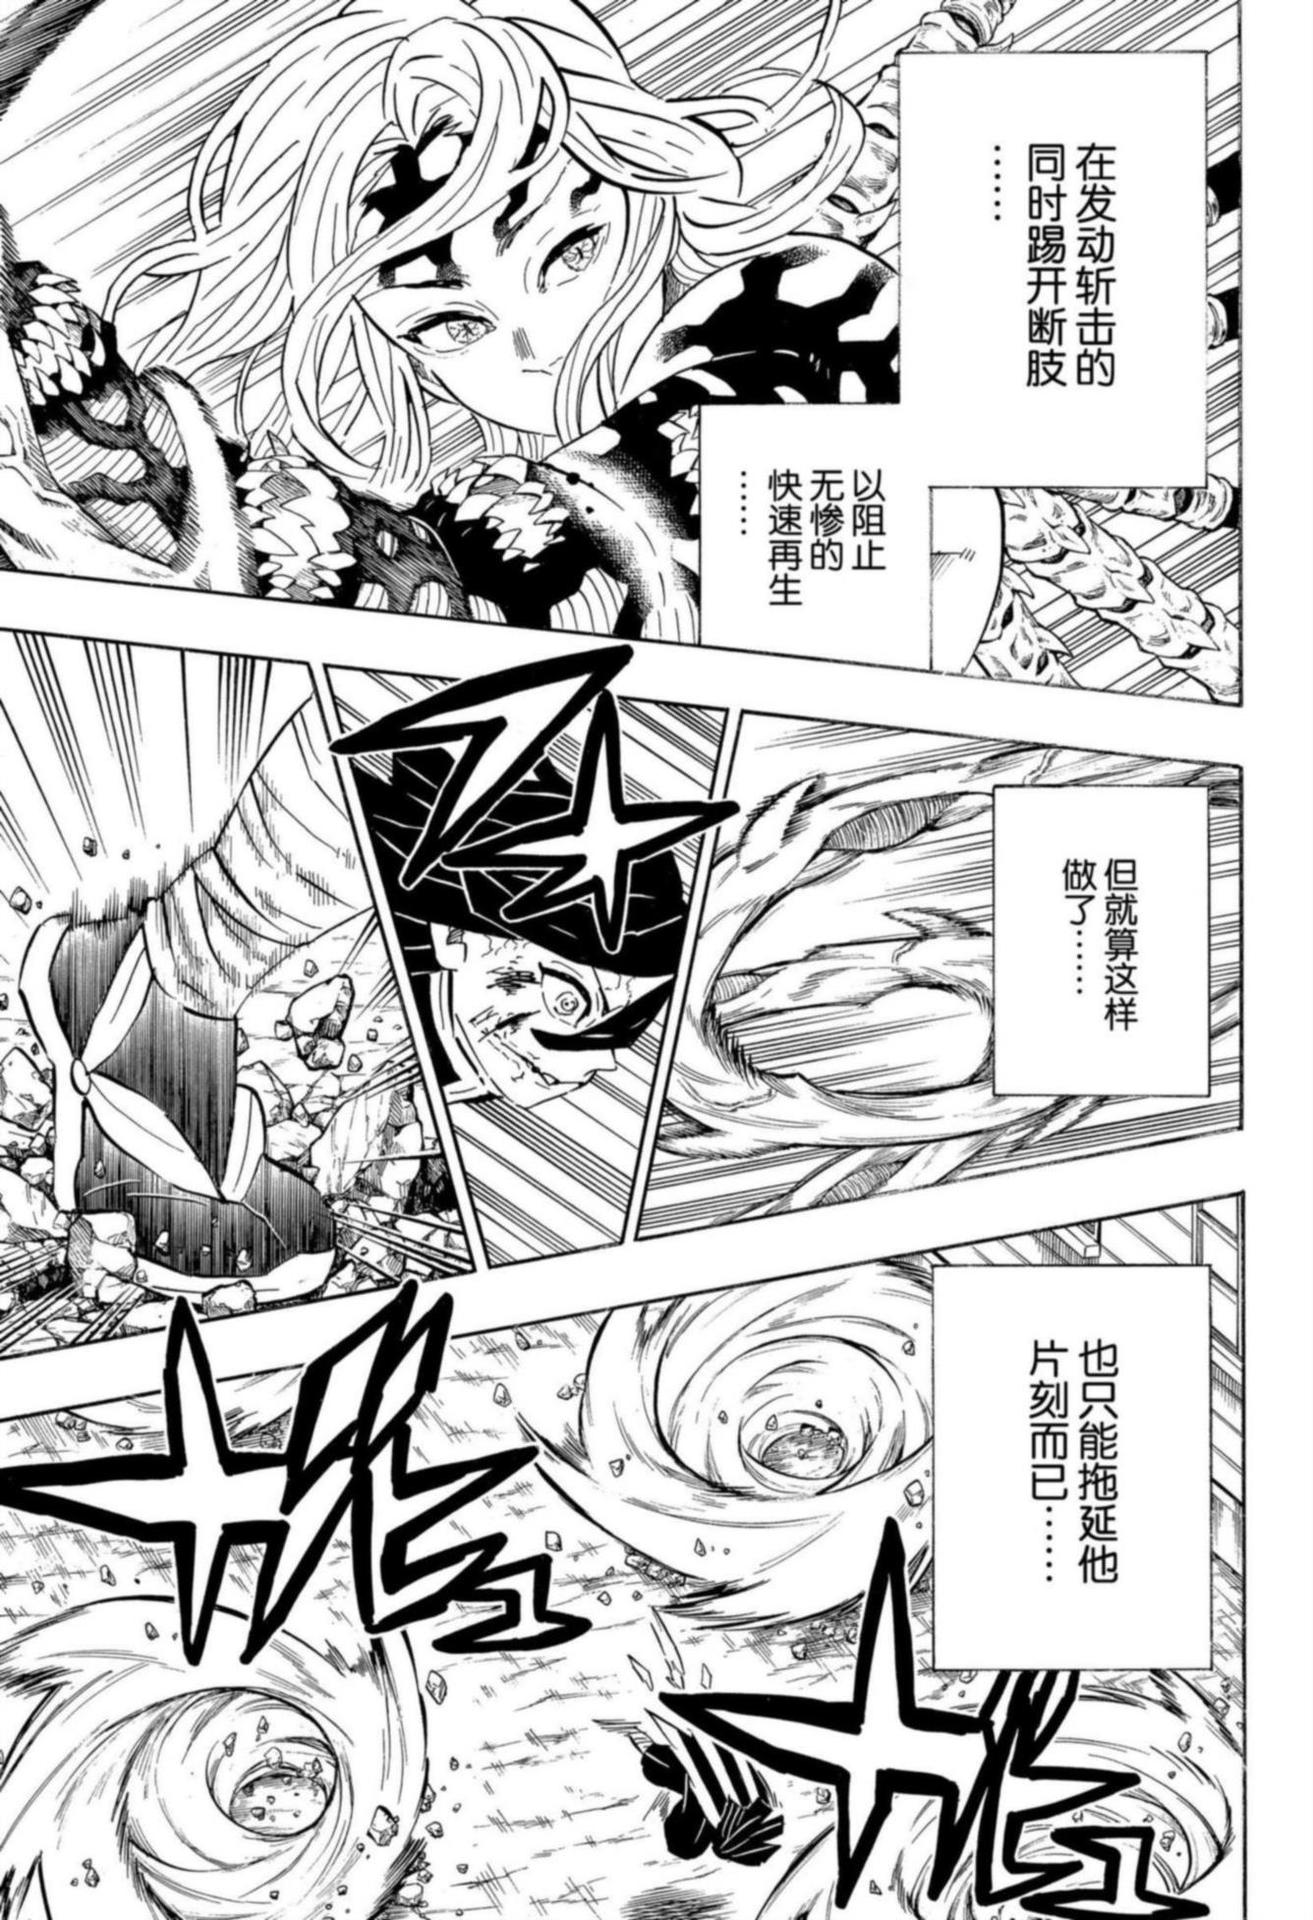 在发动斩击的
同时踢开断肢
……
以阻止
无惨的
快速再生
……
但就算这样
做了……
也只能拖延他
片刻而已……